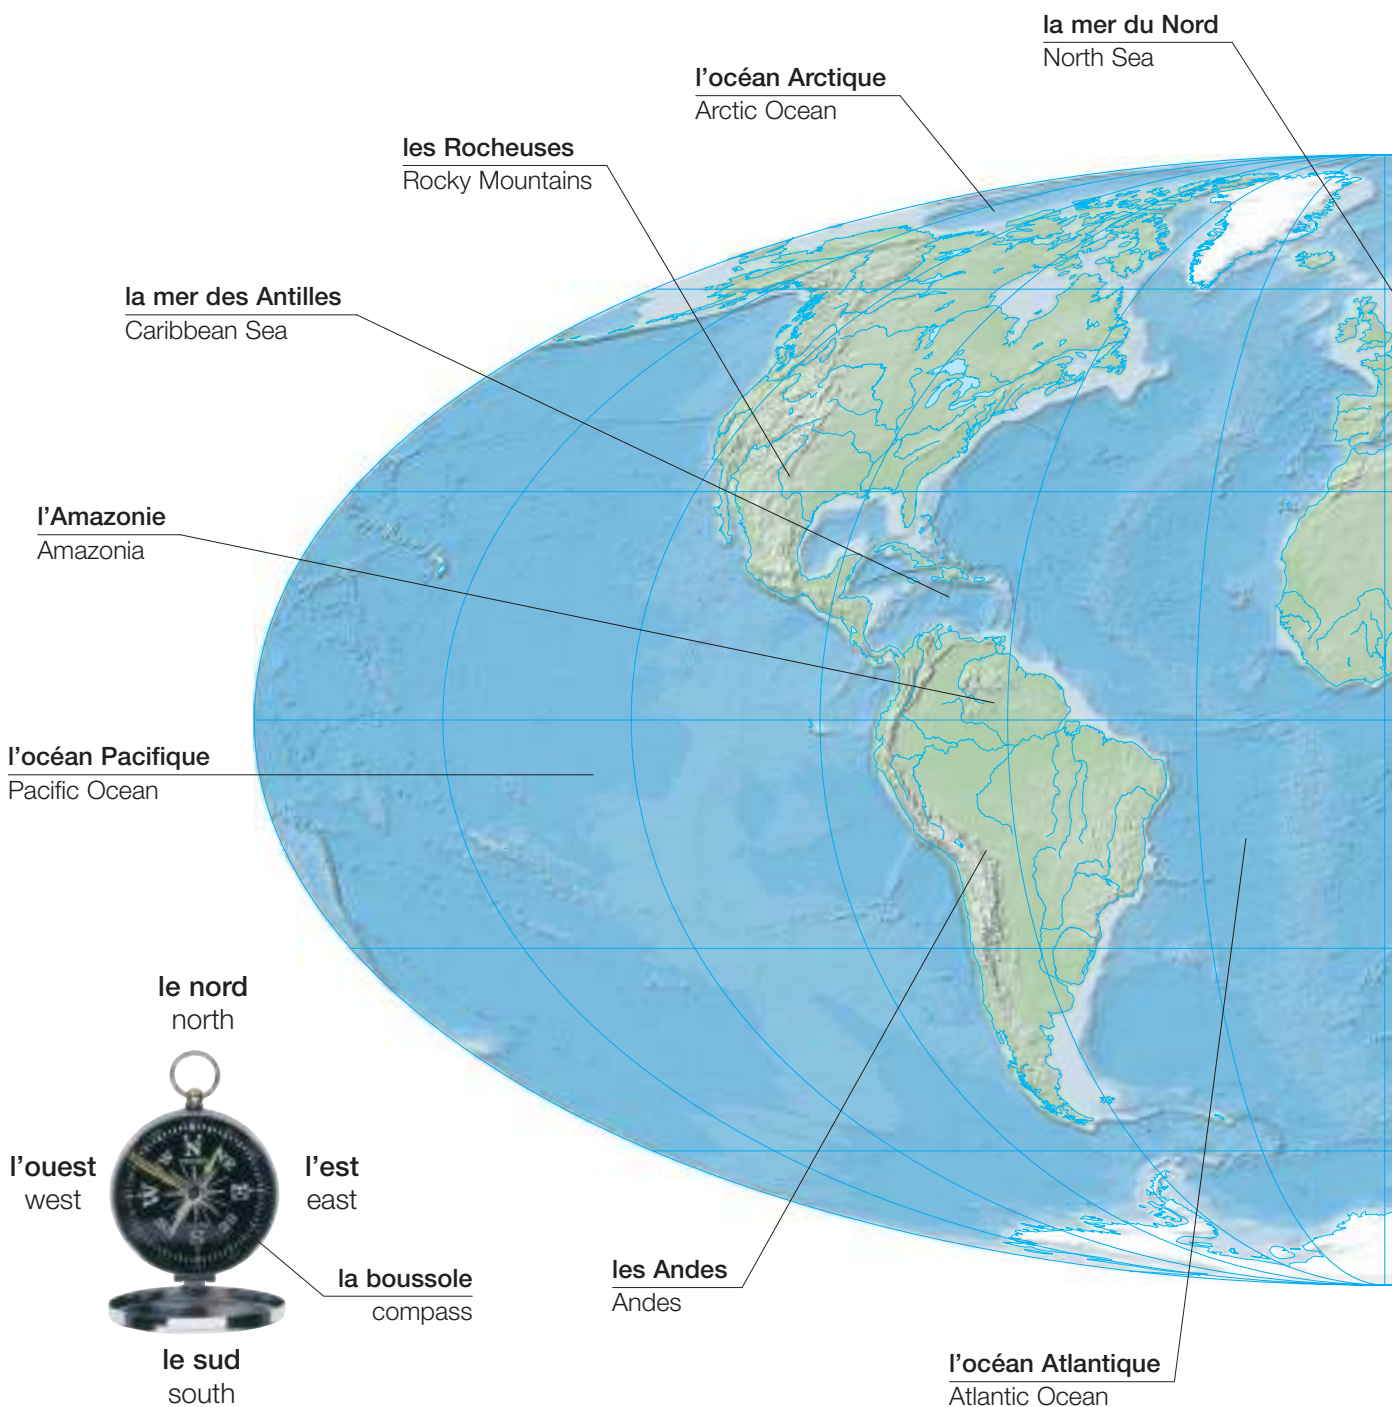 la mer du Nord
North Sea
l'océan Arctique
Arctic Ocean
les Rocheuses
Rocky Mountains
la mer des Antilles
Caribbean Sea
l'Amazonie
Amazonia
l'océan Pacifique
Pacific Ocean
le nord
north
l'ouest
west
N
E
S
W
l'est
east
la boussole
compass
le sud
south
les Andes
Andes
l'océan Atlantique
Atlantic Ocean